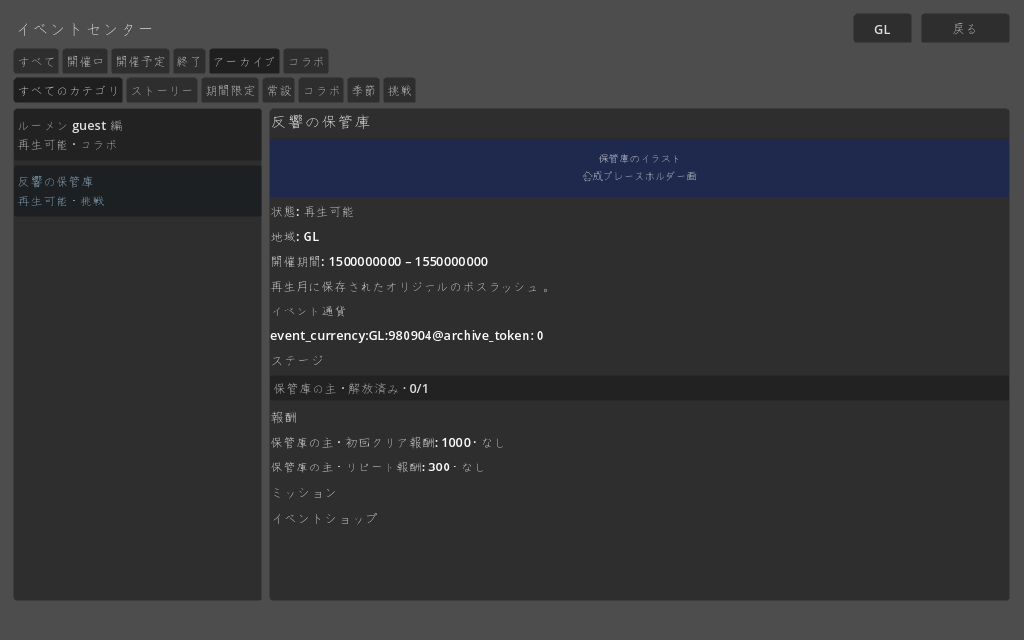 イベントセンター
GL
戻る
すべて
開催中
開催予定
終了
アーカイブ
コラボ
すべてのカテゴリ
ストーリー
期間限定
常設
コラボ
季節
挑戦
ルーメン guest 編
再生可能・コラボ
反響の保管庫
再生可能・挑戦
反響の保管庫
保管庫のイラスト
合成プレースホルダー画
状態: 再生可能
地域: GL
開催期間: 1500000000 – 1550000000
再生用に保存されたオリジナルのボスラッシュ。
イベント通貨
event_currency:GL:980904@archive_token: 0
ステージ
保管庫の主・解放済み・0/1
報酬
保管庫の主・初回クリア報酬: 1000・なし
保管庫の主・リピート報酬: 300・なし
ミッション
イベントショップ